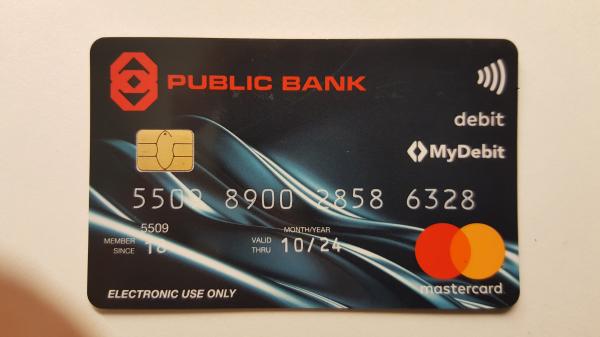 PUBLIC BANK
debit
MyDebit
5509 8900 2858 6328
5509
MONTH/YEAR
MEMBER SINCE 18 VALID THRU 10/24
mastercard
ELECTRONIC USE ONLY